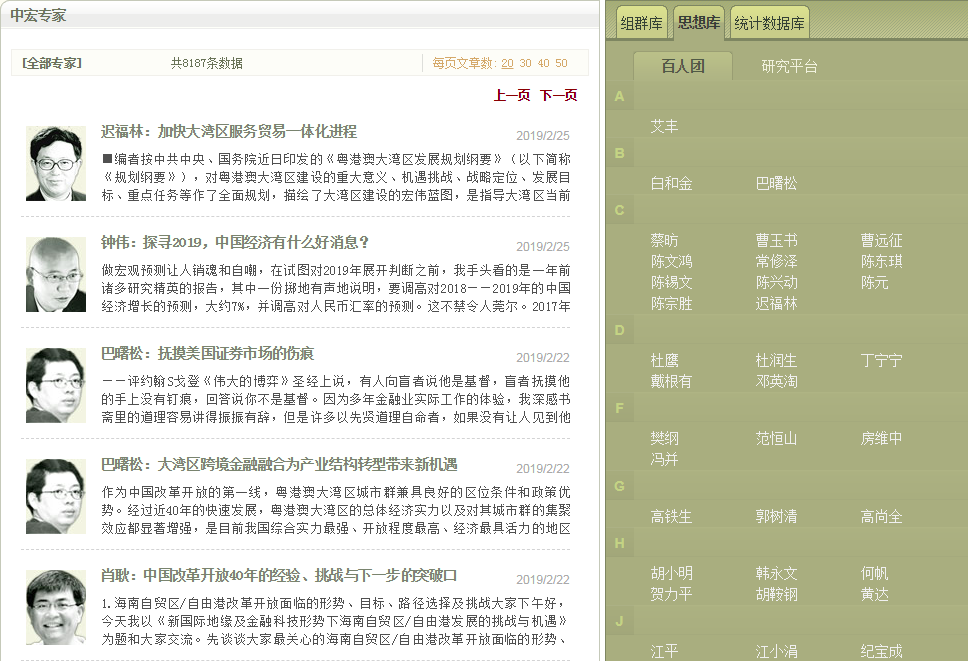 中宏专家
[全部专家] 共8187条数据 每页文章数: 20 30 40 50
上一页 下一页
迟福林：加快大湾区服务贸易一体化进程 2019/2/25
■编者按中共中央、国务院近日印发的《粤港澳大湾区发展规划纲要》（以下简称
《规划纲要》），对粤港澳大湾区建设的重大意义、机遇挑战、战略定位、发展目
标、重点任务等作了全面规划，描绘了大湾区建设的宏伟蓝图，是指导大湾区当前
钟伟：探寻2019，中国经济有什么好消息？ 2019/2/25
做宏观预测让人销魂和自嘲，在试图对2019年展开判断之前，我手头看的是一年前
诸多研究精英的报告，其中一份掷地有声地说明，要调高对2018－－2019年的中国
经济增长的预测，大约7%，并调高对人民币汇率的预测。这不禁令人莞尔。2017年
巴曙松：抚摸美国证券市场的伤痕 2019/2/22
－－评约翰S戈登《伟大的博弈》圣经上说，有人向盲者说他是基督，盲者抚摸他
的手上没有钉痕，回答说你不是基督。因为多年金融业实际工作的体验，我深感书
斋里的道理容易讲得振振有辞，但是许多以先贤道理自命者，如果没有让人见到他
巴曙松：大湾区跨境金融融合为产业结构转型带来新机遇 2019/2/22
作为中国改革开放的第一线，粤港澳大湾区城市群兼具良好的区位条件和政策优
势。经过近40年的快速发展，粤港澳大湾区的总体经济实力以及对其城市群的集聚
效应都显著增强，是目前我国综合实力最强、开放程度最高、经济最具活力的地区
肖耿：中国改革开放40年的经验、挑战与下一步的突破口 2019/2/22
1.海南自贸区/自由港改革开放面临的形势、目标、路径选择及挑战大家下午好，
今天我以《新国际地缘及金融科技形势下海南自贸区/自由港发展的挑战与机遇》
为题和大家交流。先谈谈大家最关心的海南自贸区/自由港改革开放面临的形势、
组群库 思想库 统计数据库
百人团 研究平台
A
艾丰
B
白和金 巴曙松
C
蔡昉 曹玉书 曹远征
陈文鸿 常修泽 陈东琪
陈锡文 陈兴动 陈元
陈宗胜 迟福林
D
杜鹰 杜润生 丁宁宁
戴根有 邓英淘
F
樊纲 范恒山 房维中
冯并
G
高铁生 郭树清 高尚全
H
胡小明 韩永文 何帆
贺力平 胡鞍钢 黄达
J
江平 江小涓 纪宝成